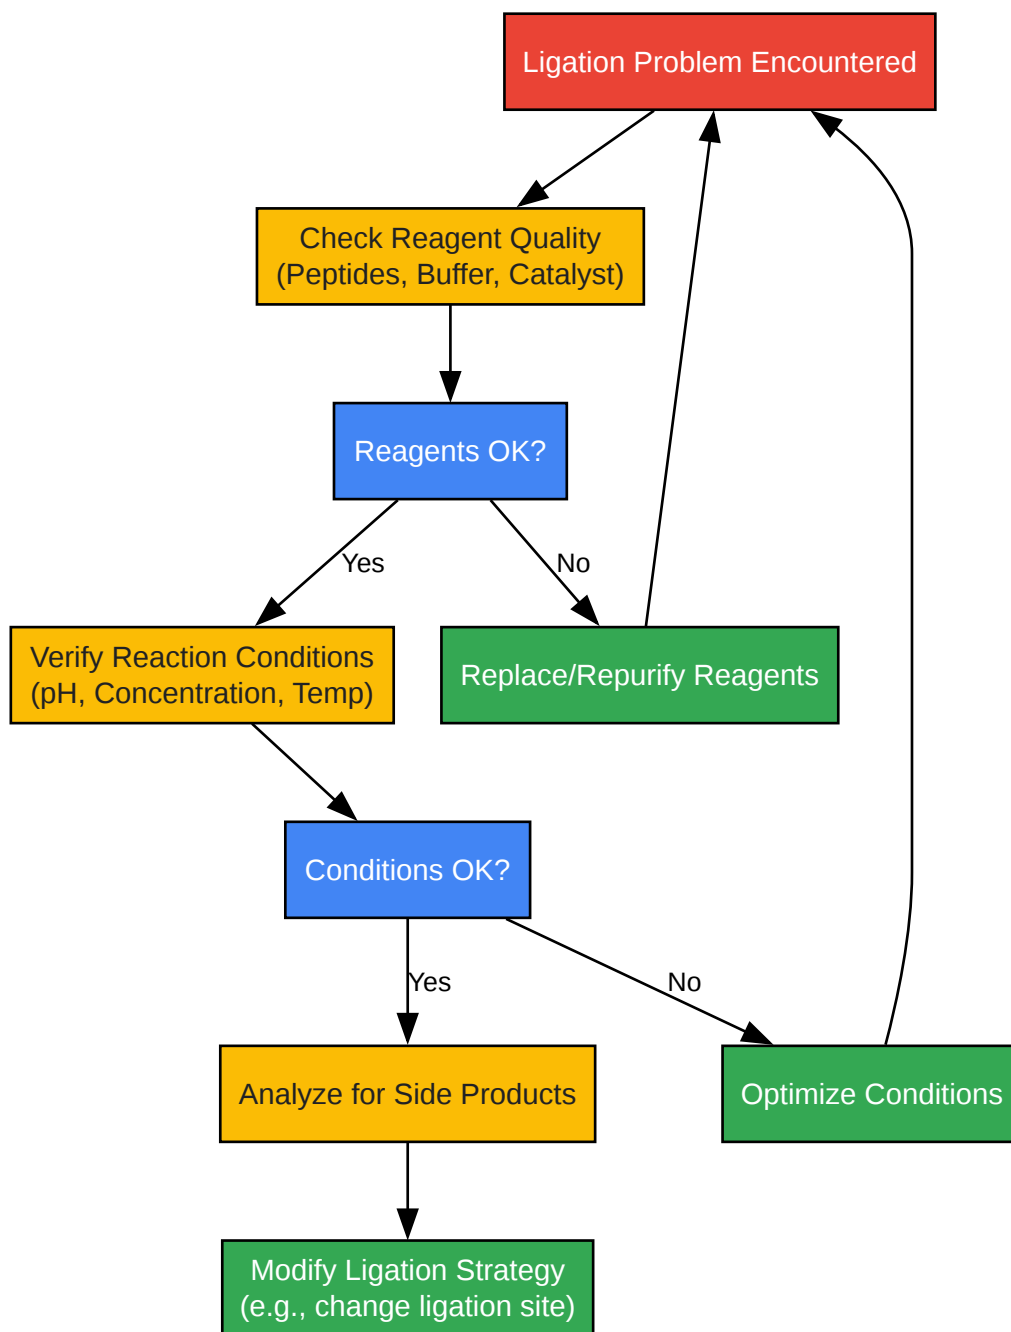 Ligation Problem Encountered
Check Reagent Quality
(Peptides, Buffer, Catalyst)
Reagents OK?
Yes
No
Verify Reaction Conditions
(pH, Concentration, Temp)
Replace/Repurify Reagents
Conditions OK?
Yes
No
Analyze for Side Products
Optimize Conditions
Modify Ligation Strategy
(e.g., change ligation site)